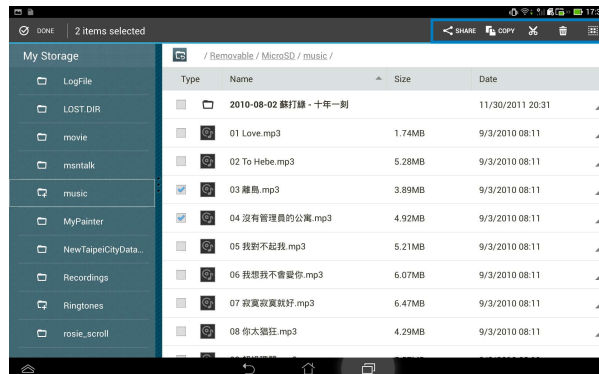 17:3
DONE 2 items selected SHARE COPY
My Storage / Removable / MicroSD / music /
Type Name Size Date
LogFile
2010-08-02 蘇打綠 - 十年一刻 11/30/2011 20:31
LOST.DIR
01 Love.mp3 1.74MB 9/3/2010 08:11
movie
02 To Hebe.mp3 5.28MB 9/3/2010 08:11
msntalk
03 離島.mp3 3.89MB 9/3/2010 08:11
music
04 沒有管理員的公寓.mp3 4.92MB 9/3/2010 08:11
MyPainter
05 我對不起我.mp3 5.21MB 9/3/2010 08:11
NewTaipeiCityData...
06 我想我不會愛你.mp3 6.07MB 9/3/2010 08:11
Recordings
07 寂寞寂寞就好.mp3 6.47MB 9/3/2010 08:11
Ringtones
08 你太猖狂.mp3 4.29MB 9/3/2010 08:11
rosie_scroll